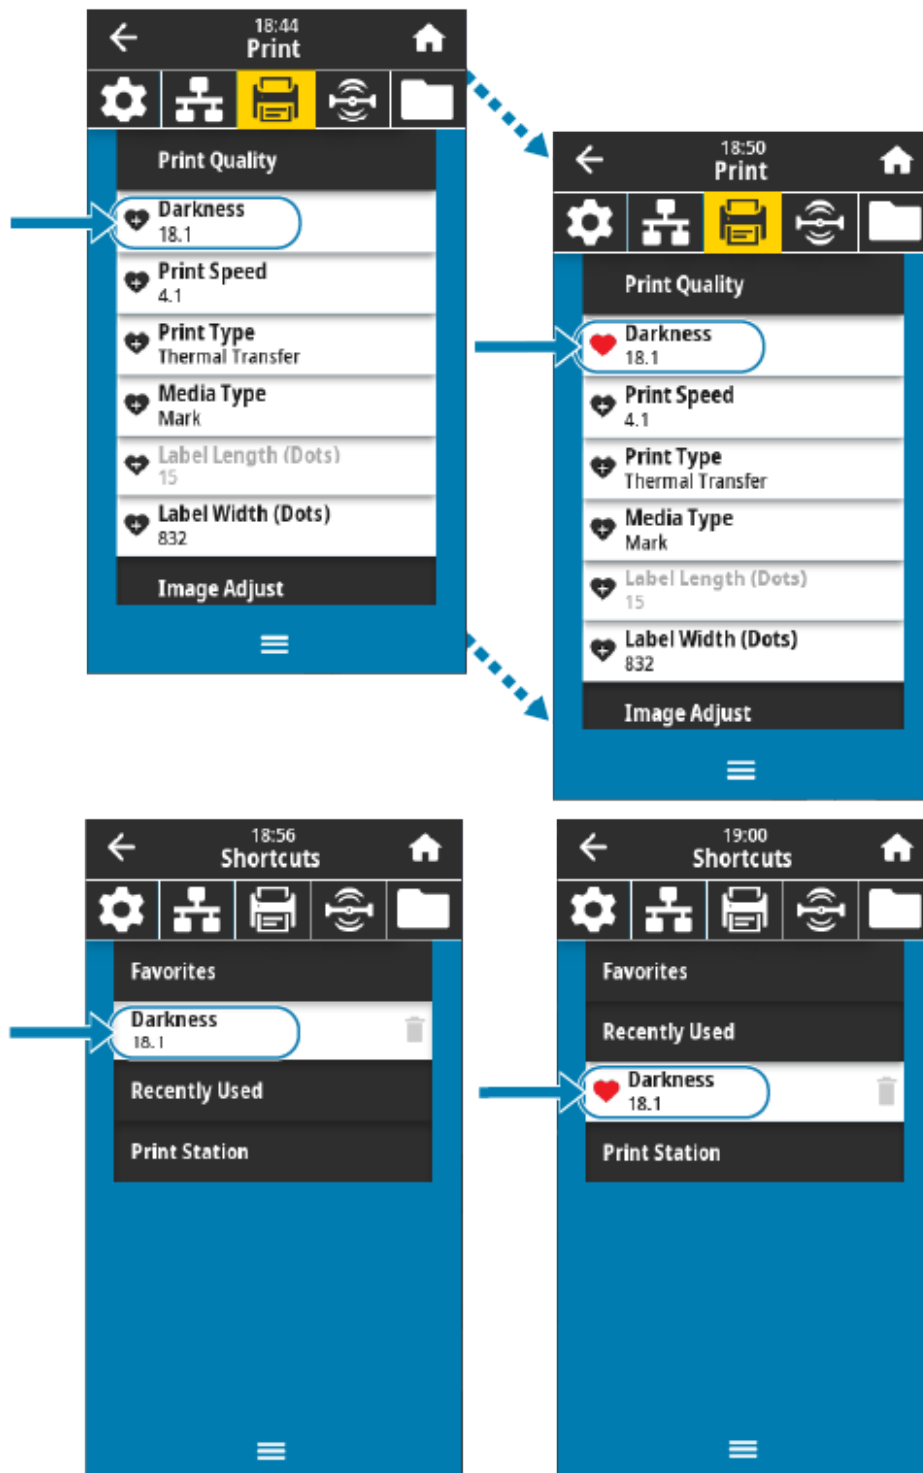 18:44
Print
Print Quality
Darkness
18.1
Print Speed
4.1
Print Type
Thermal Transfer
Media Type
Mark
Label Length (Dots)
15
Label Width (Dots)
832
Image Adjust
18:50
Print
Print Quality
Darkness
18.1
Print Speed
4.1
Print Type
Thermal Transfer
Media Type
Mark
Label Length (Dots)
15
Label Width (Dots)
832
Image Adjust
18:56
Shortcuts
Favorites
Darkness
18.1
Recently Used
Print Station
19:00
Shortcuts
Favorites
Recently Used
Darkness
18.1
Print Station